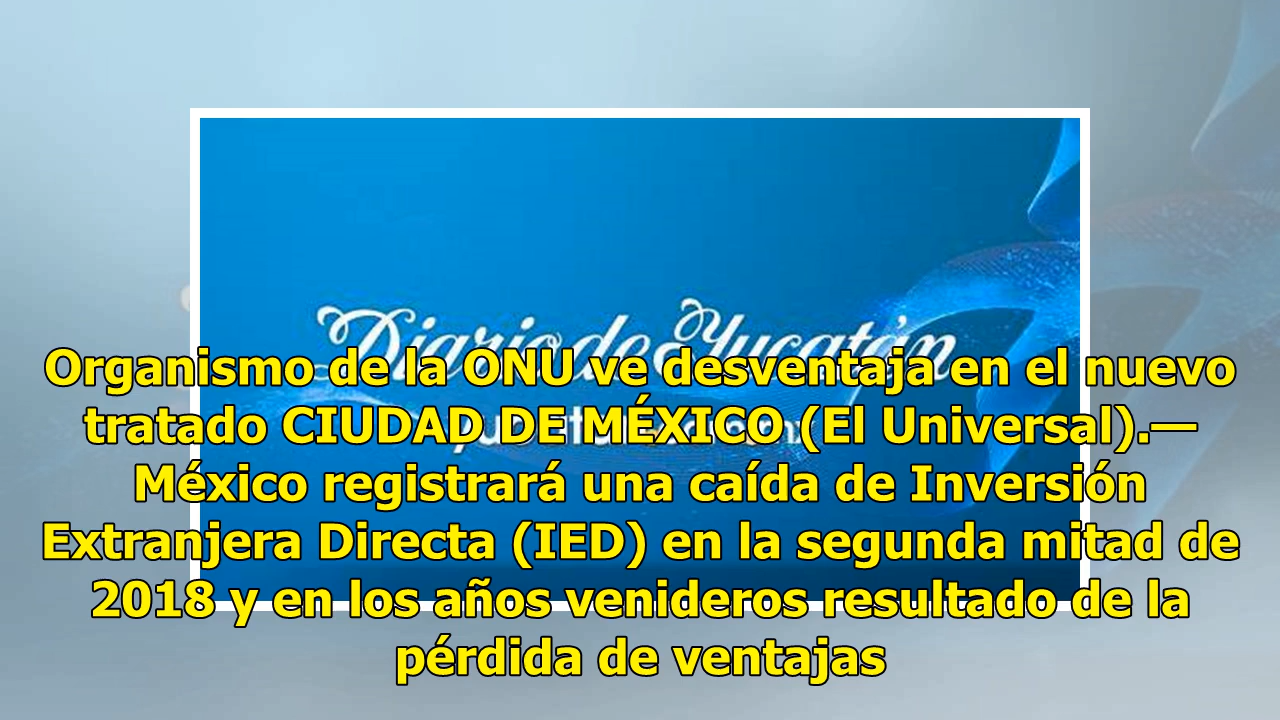 Diario de Yucatán
Organismo de la ONU ve desventaja en el nuevo
tratado CIUDAD DE MÉXICO (El Universal).—
México registrará una caída de Inversión
Extranjera Directa (IED) en la segunda mitad de
2018 y en los años venideros resultado de la
pérdida de ventajas